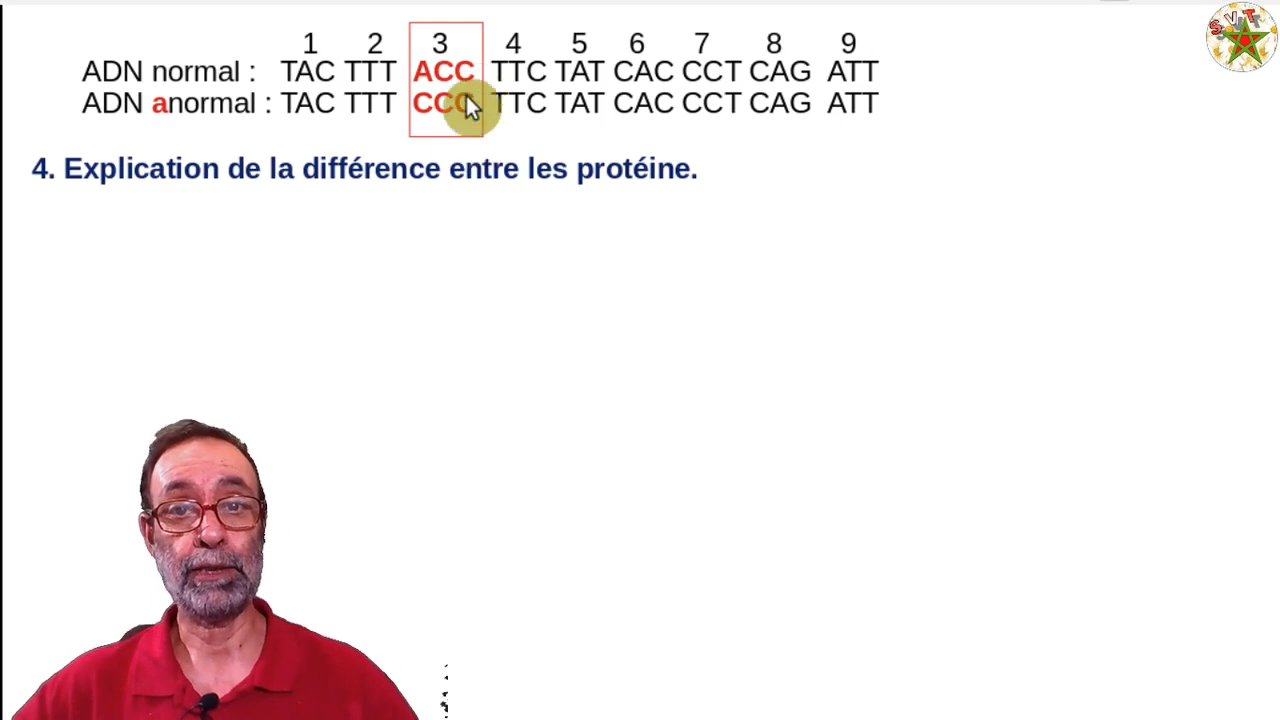 1 2 3 4 5 6 7 8 9
ADN normal : TAC TTT ACC TTC TAT CAC CCT CAG ATT
ADN anormal : TAC TTT CCC TTC TAT CAC CCT CAG ATT
4. Explication de la différence entre les protéine.
SVT